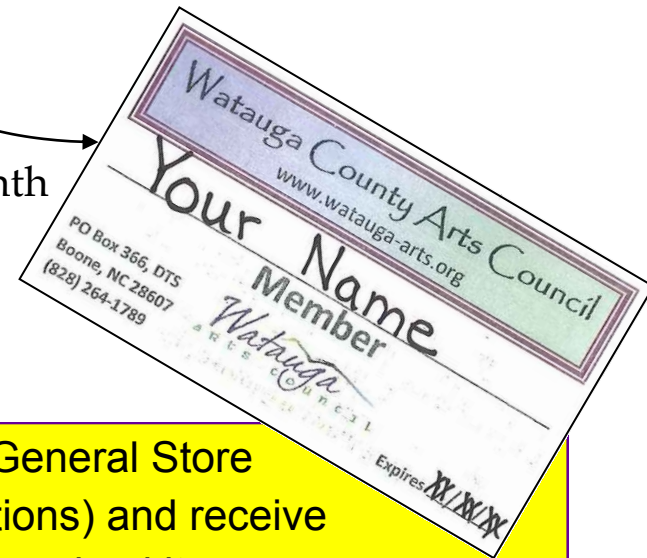 nth
Watauga County Arts Council
www.watauga-arts.org
Your Name
PO Box 366, DTS
Boone, NC 28607
(828) 264-1789
Member
Watauga
arts council
Expires XX/XX/XX
General Store
tions) and receive